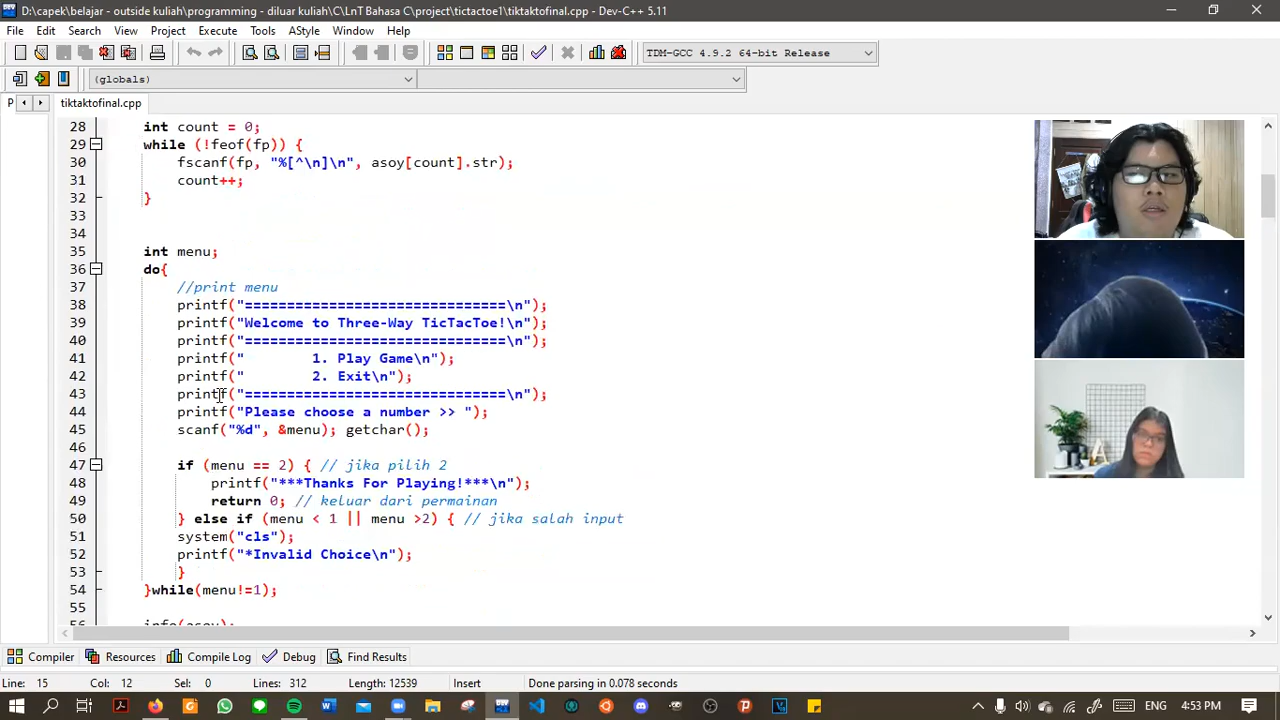 D:\capek\belajar - outside kuliah\programming - diluar kuliah\C\LnT Bahasa C\project\tictactoe1\tiktaktofinal.cpp - Dev-C++ 5.11
File Edit Search View Project Execute Tools AStyle Window Help
TDM-GCC 4.9.2 64-bit Release
(globals)
P tiktaktofinal.cpp
28 int count = 0;
29 while (!feof(fp)) {
30 fscanf(fp, "%[^\n]\n", asoy[count].str);
31 count++;
32 }
33
34
35 int menu;
36 do{
37 //print menu
38 printf("===============================\n");
39 printf("Welcome to Three-Way TicTacToe!\n");
40 printf("===============================\n");
41 printf("        1. Play Game\n");
42 printf("        2. Exit\n");
43 printf("===============================\n");
44 printf("Please choose a number >> ");
45 scanf("%d", &menu); getchar();
46
47 if (menu == 2) { // jika pilih 2
48 printf("***Thanks For Playing!***\n");
49 return 0; // keluar dari permainan
50 } else if (menu < 1 || menu >2) { // jika salah input
51 system("cls");
52 printf("*Invalid Choice\n");
53 }
54 }while(menu!=1);
55
56 info(asoy);
Compiler Resources Compile Log Debug Find Results
Line: 15 Col: 12 Sel: 0 Lines: 312 Length: 12539 Insert Done parsing in 0.078 seconds
ENG 4:53 PM